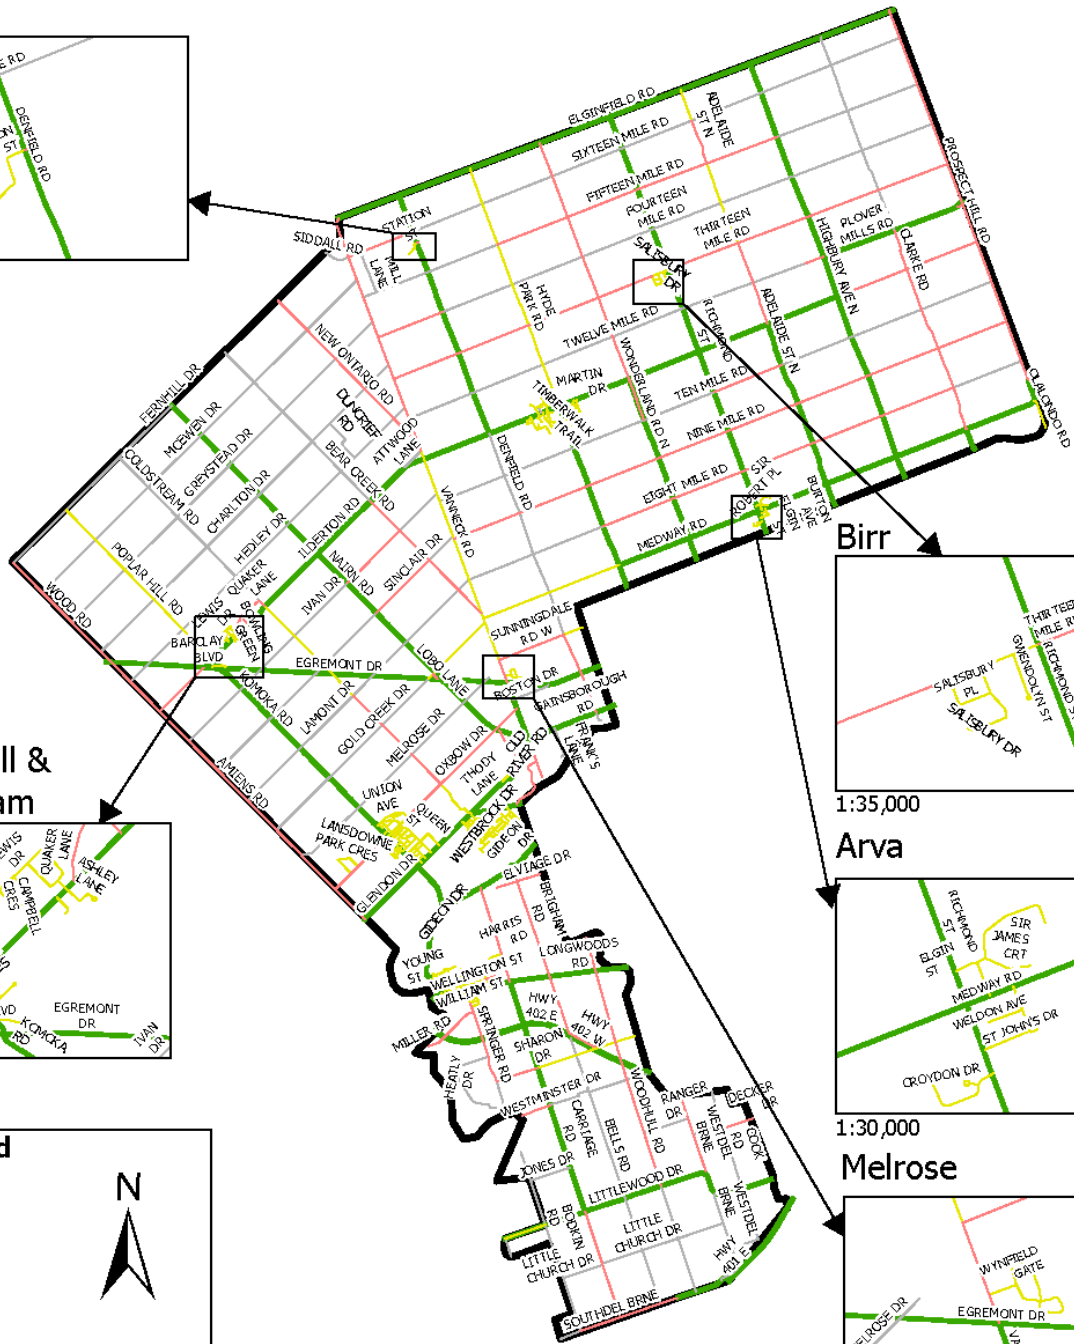 E RD
DENFIELD RD
ST
ELGINFIELD RD
SIXTEEN MILE RD
ADELAIDE
ST N
FIFTEEN MILE RD
FOURTEEN
MILE RD
THIRTEEN
MILE RD
PROSPECT HILL RD
PLOVER
MILLS RD
CLARKE RD
HIGHBURY AVE N
STATION
ST
SIDDALL RD
MILL
LANE
SALISBURY
DR
HYDE
PARK RD
TWELVE MILE RD
RICHMOND
ST
ADELAIDE ST N
NEW ONTARIO RD
MARTIN
DR
WONDERLAND RD N
TEN MILE RD
NINE MILE RD
EIGHT MILE RD
TIMBERWALK
TRAIL
CLALONDO RD
FERNHILL DR
MCEWEN DR
GREYSTEAD DR
DUNCRIEF
RD
ATTWOOD
LANE
BEAR CREEK RD
DENFIELD RD
COLDSTREAM RD
CHARLTON DR
VANNECK RD
SIR
ROBERT PL
ELGIN
ST
BURTON
AVE
MEDWAY RD
HEDLEY DR
ILDERTON RD
SINCLAIR DR
NAIRN RD
IVAN DR
POPLAR HILL RD
QUAKER
LANE
LEWIS
DR
BOWLING
GREEN
BARCLAY
BLVD
WOOD RD
EGREMONT DR
LOBO LANE
SUNNINGDALE
RD W
BOSTON DR
GAINSBOROUGH
RD
KOMOKA RD
LAMONT DR
GOLD CREEK DR
MELROSE DR
OXBOW DR
OLD
RIVER RD
FRANK'S
LANE
THODY
LANE
AMIENS RD
UNION
AVE
QUEEN
ST
LANSDOWNE
PARK CRES
WESTBROOK DR
GIDEON
DR
GLENDON DR
ELVIAGE DR
GIDEON DR
BRIGHAM
RD
HARRIS
RD
LONGWOODS
RD
YOUNG
ST
WELLINGTON ST
WILLIAM ST
HWY
402 E
HWY
402 W
MILLER RD
SPRINGER RD
SHARON
DR
HEATLY
DR
WESTMINSTER DR
WOODHULL RD
RANGER
DR
DECKER
DR
CARRIAGE
RD
BELLS RD
WESTDEL
BRNE
COOK
RD
JONES DR
LITTLEWOOD DR
WESTDEL
BRNE
BODKIN
RD
LITTLE
CHURCH DR
LITTLE
CHURCH DR
HWY
401 E
SOUTHDEL BRNE
ll &
am
EWIS
DR
QUAKER
LANE
ASHLEY
LANE
CAMPBELL
CRES
VD
EGREMONT
DR
KOMOKA
RD
IVAN
DR
d
N
Birr
THIRTEE
MILE RD
GWENDOLYN ST
RICHMOND S
SALISBURY
PL
SALISBURY DR
1:35,000
Arva
RICHMOND
ST
ELGIN
ST
SIR
JAMES
CRT
MEDWAY RD
WELDON AVE
ST JOHN'S DR
CROYDON DR
1:30,000
Melrose
WYNFIELD
GATE
EGREMONT DR
ELROSE DR
VA